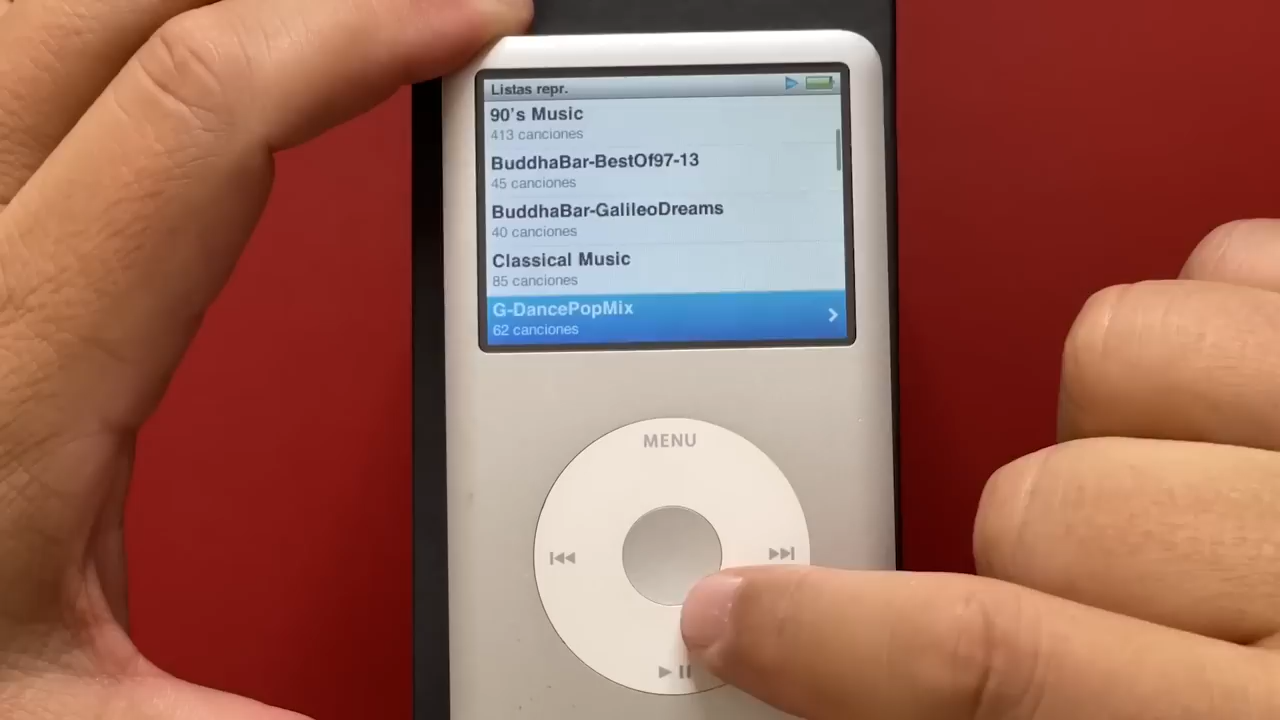 Listas repr.
90's Music
413 canciones
BuddhaBar-BestOf97-13
45 canciones
BuddhaBar-GalileoDreams
40 canciones
Classical Music
85 canciones
G-DancePopMix
62 canciones
MENU